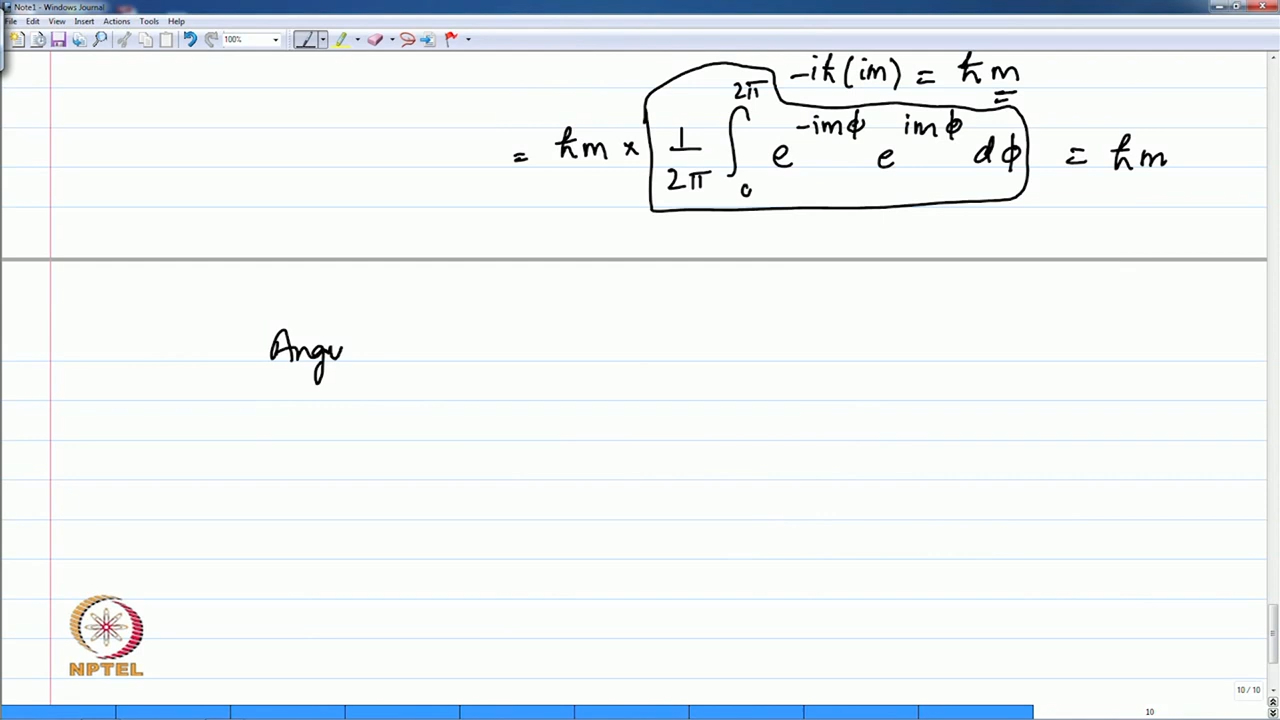 Note1 - Windows Journal
File Edit View Insert Actions Tools Help
100%
-iħ(im) = ħm
= ħm × 1/2π ∫₀^2π e^-imφ e^imφ dφ = ħm
Angu
NPTEL
10 / 10
10